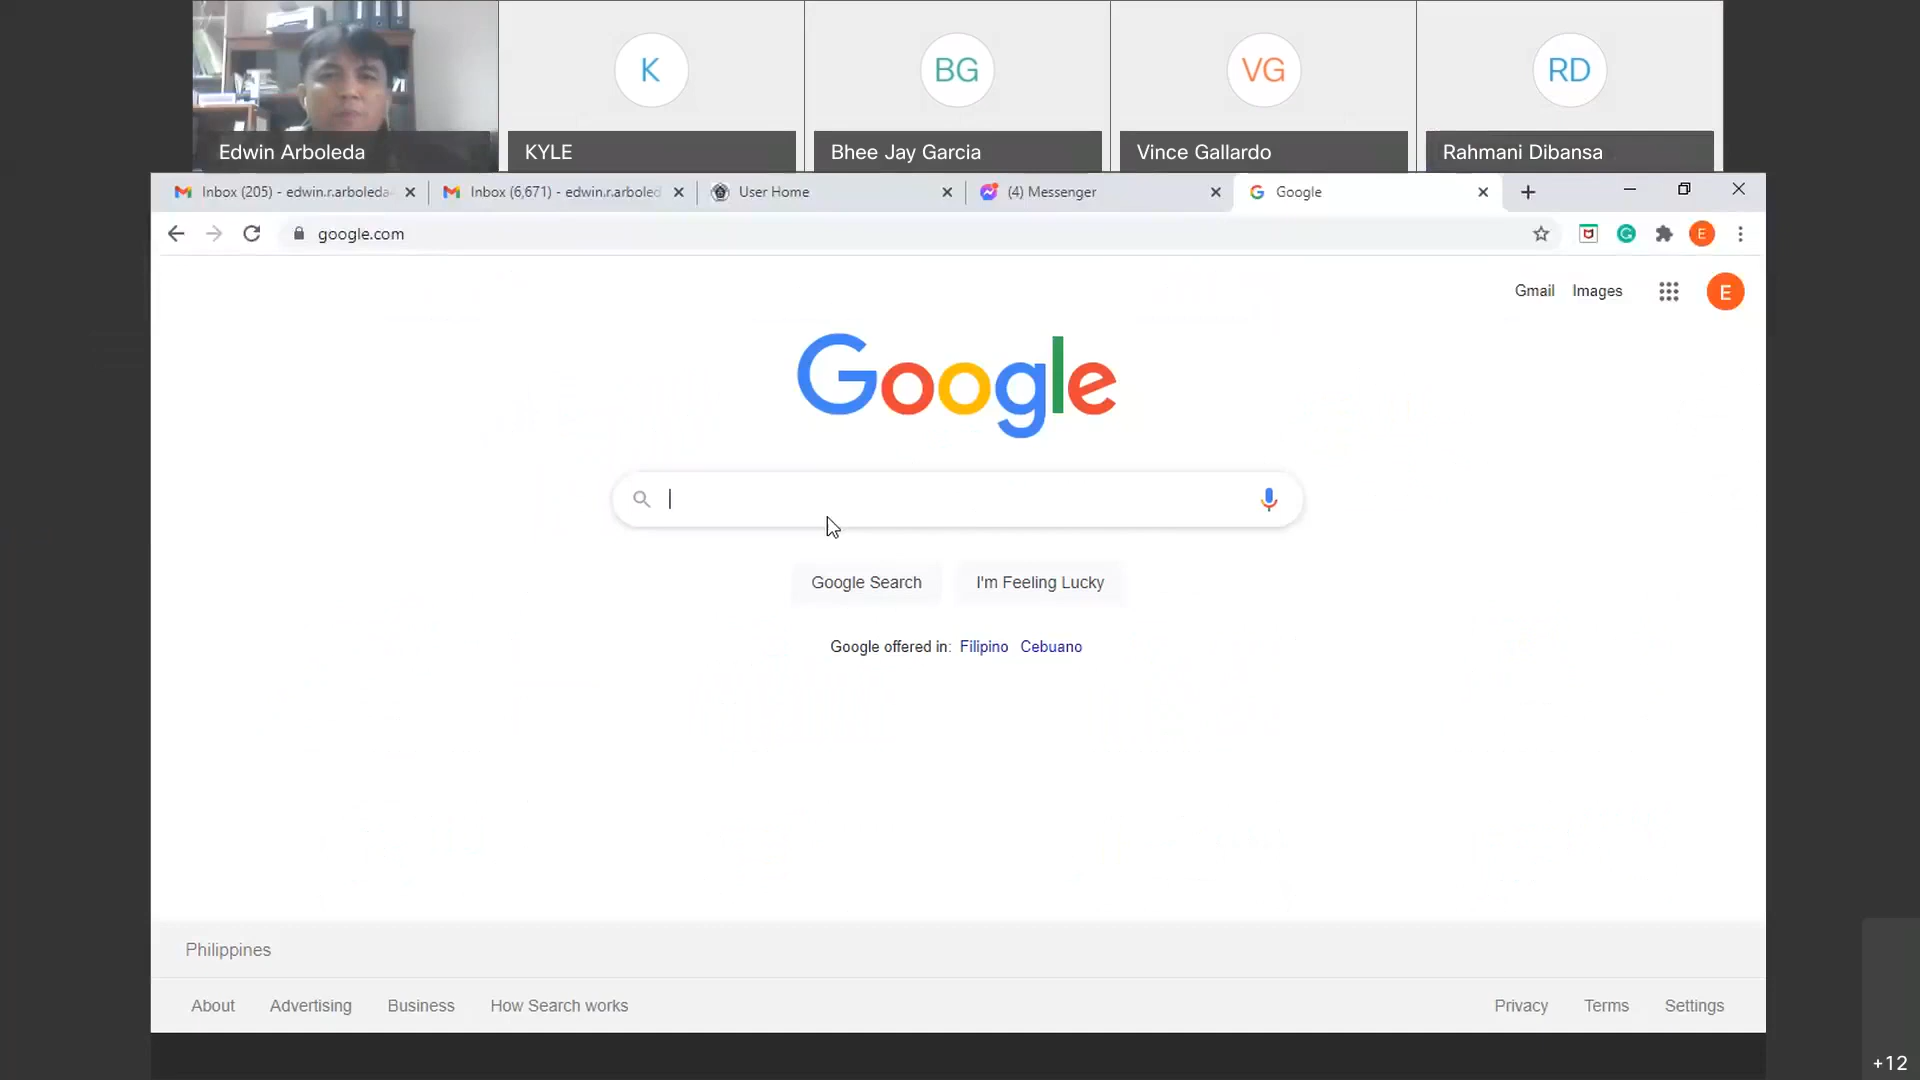 K
BG
VG
RD
Edwin Arboleda
KYLE
Bhee Jay Garcia
Vince Gallardo
Rahmani Dibansa
Inbox (205) - edwin.r.arboleda
Inbox (6,671) - edwin.r.arboled
User Home
(4) Messenger
Google
google.com
E
Gmail
Images
E
Google
Google Search
I'm Feeling Lucky
Google offered in: Filipino Cebuano
Philippines
About
Advertising
Business
How Search works
Privacy
Terms
Settings
+12